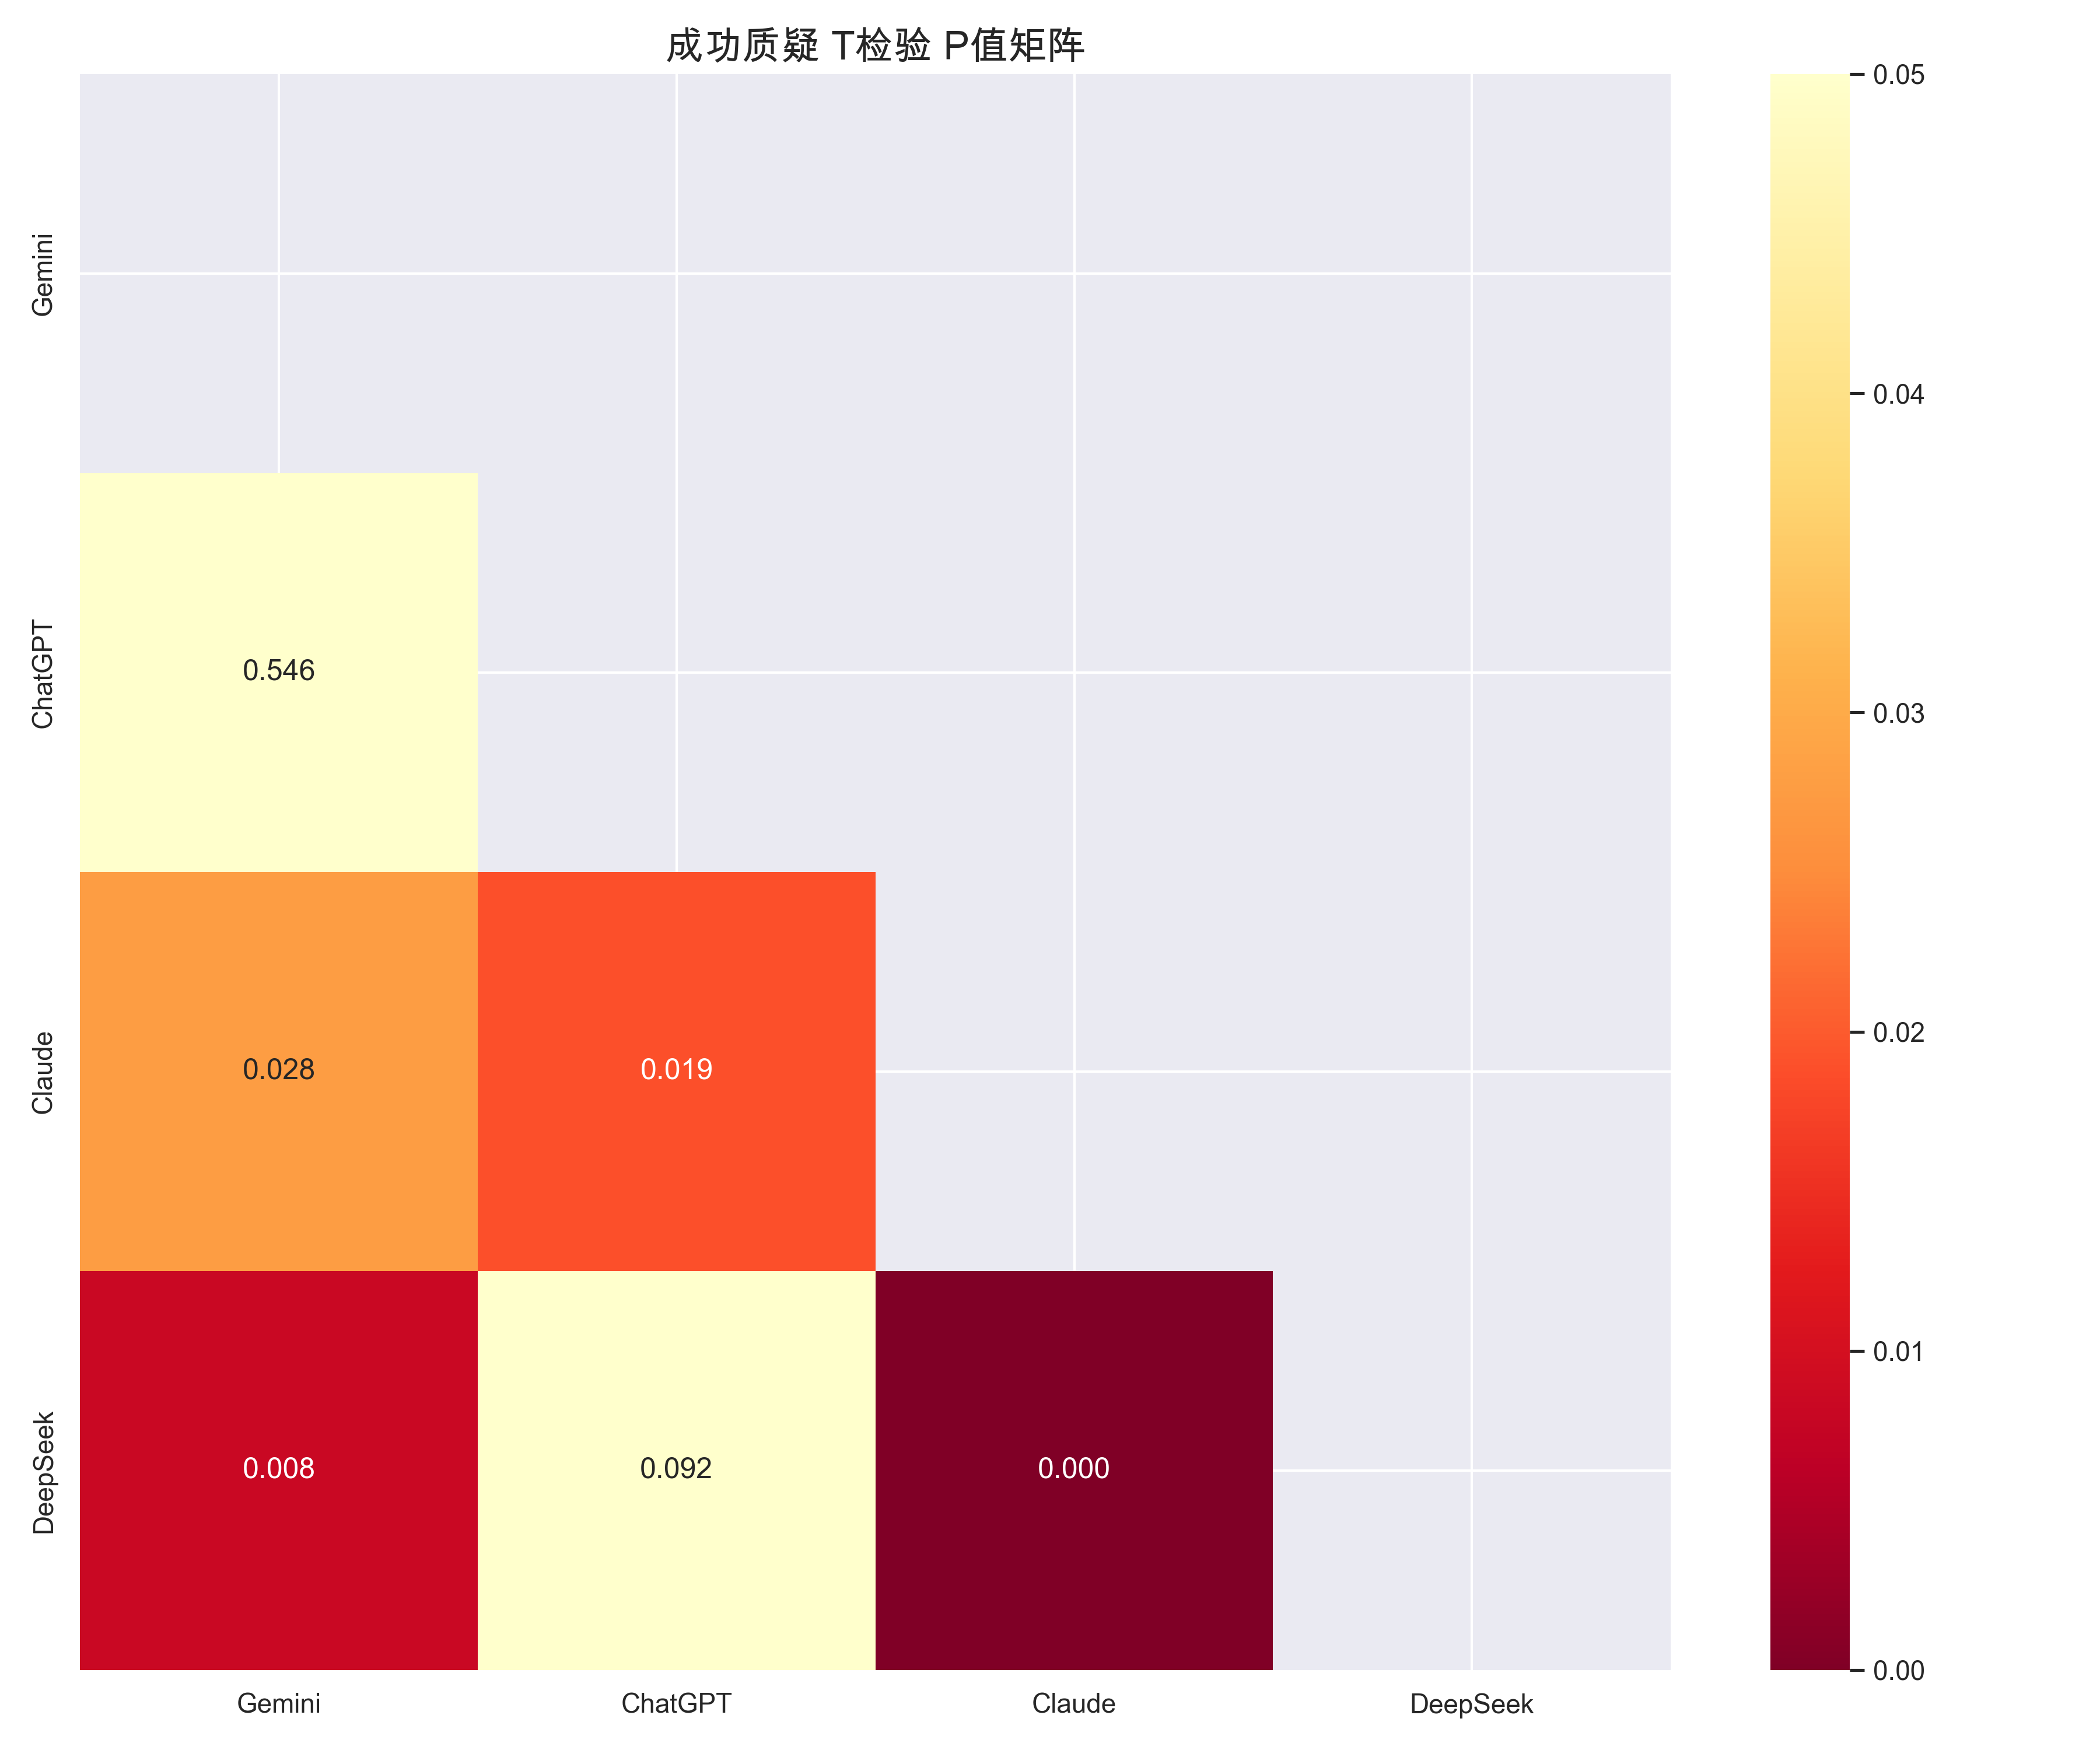 成功质疑 T检验 P值矩阵
Gemini
ChatGPT
Claude
DeepSeek
0.546
0.028
0.019
0.008
0.092
0.000
Gemini
ChatGPT
Claude
DeepSeek
0.05
0.04
0.03
0.02
0.01
0.00